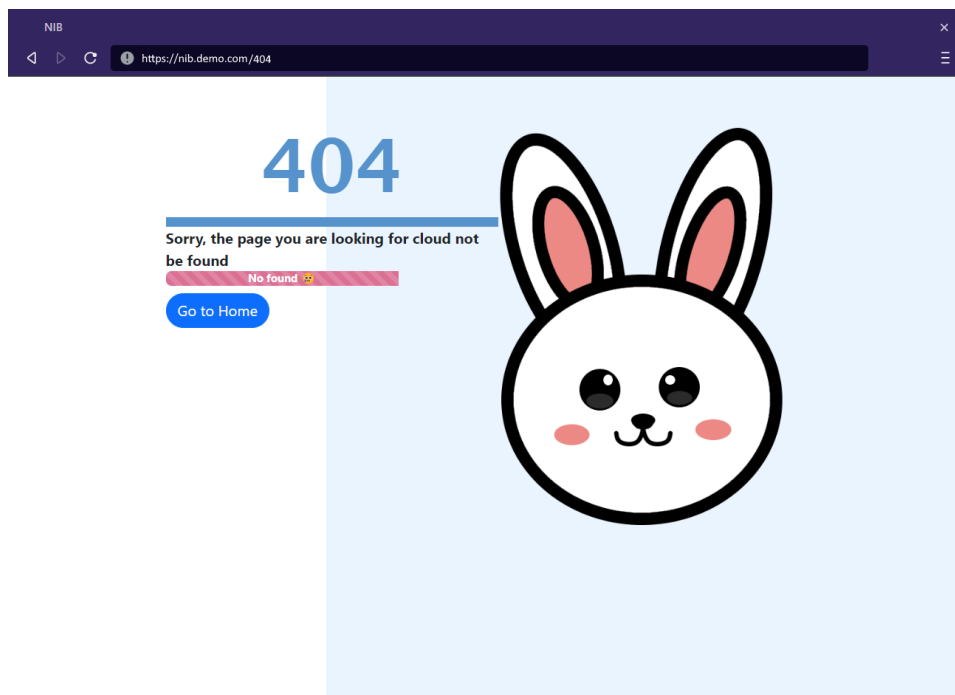 NIB
https://nib.demo.com/404
404
Sorry, the page you are looking for cloud not
be found
No found 😥
Go to Home